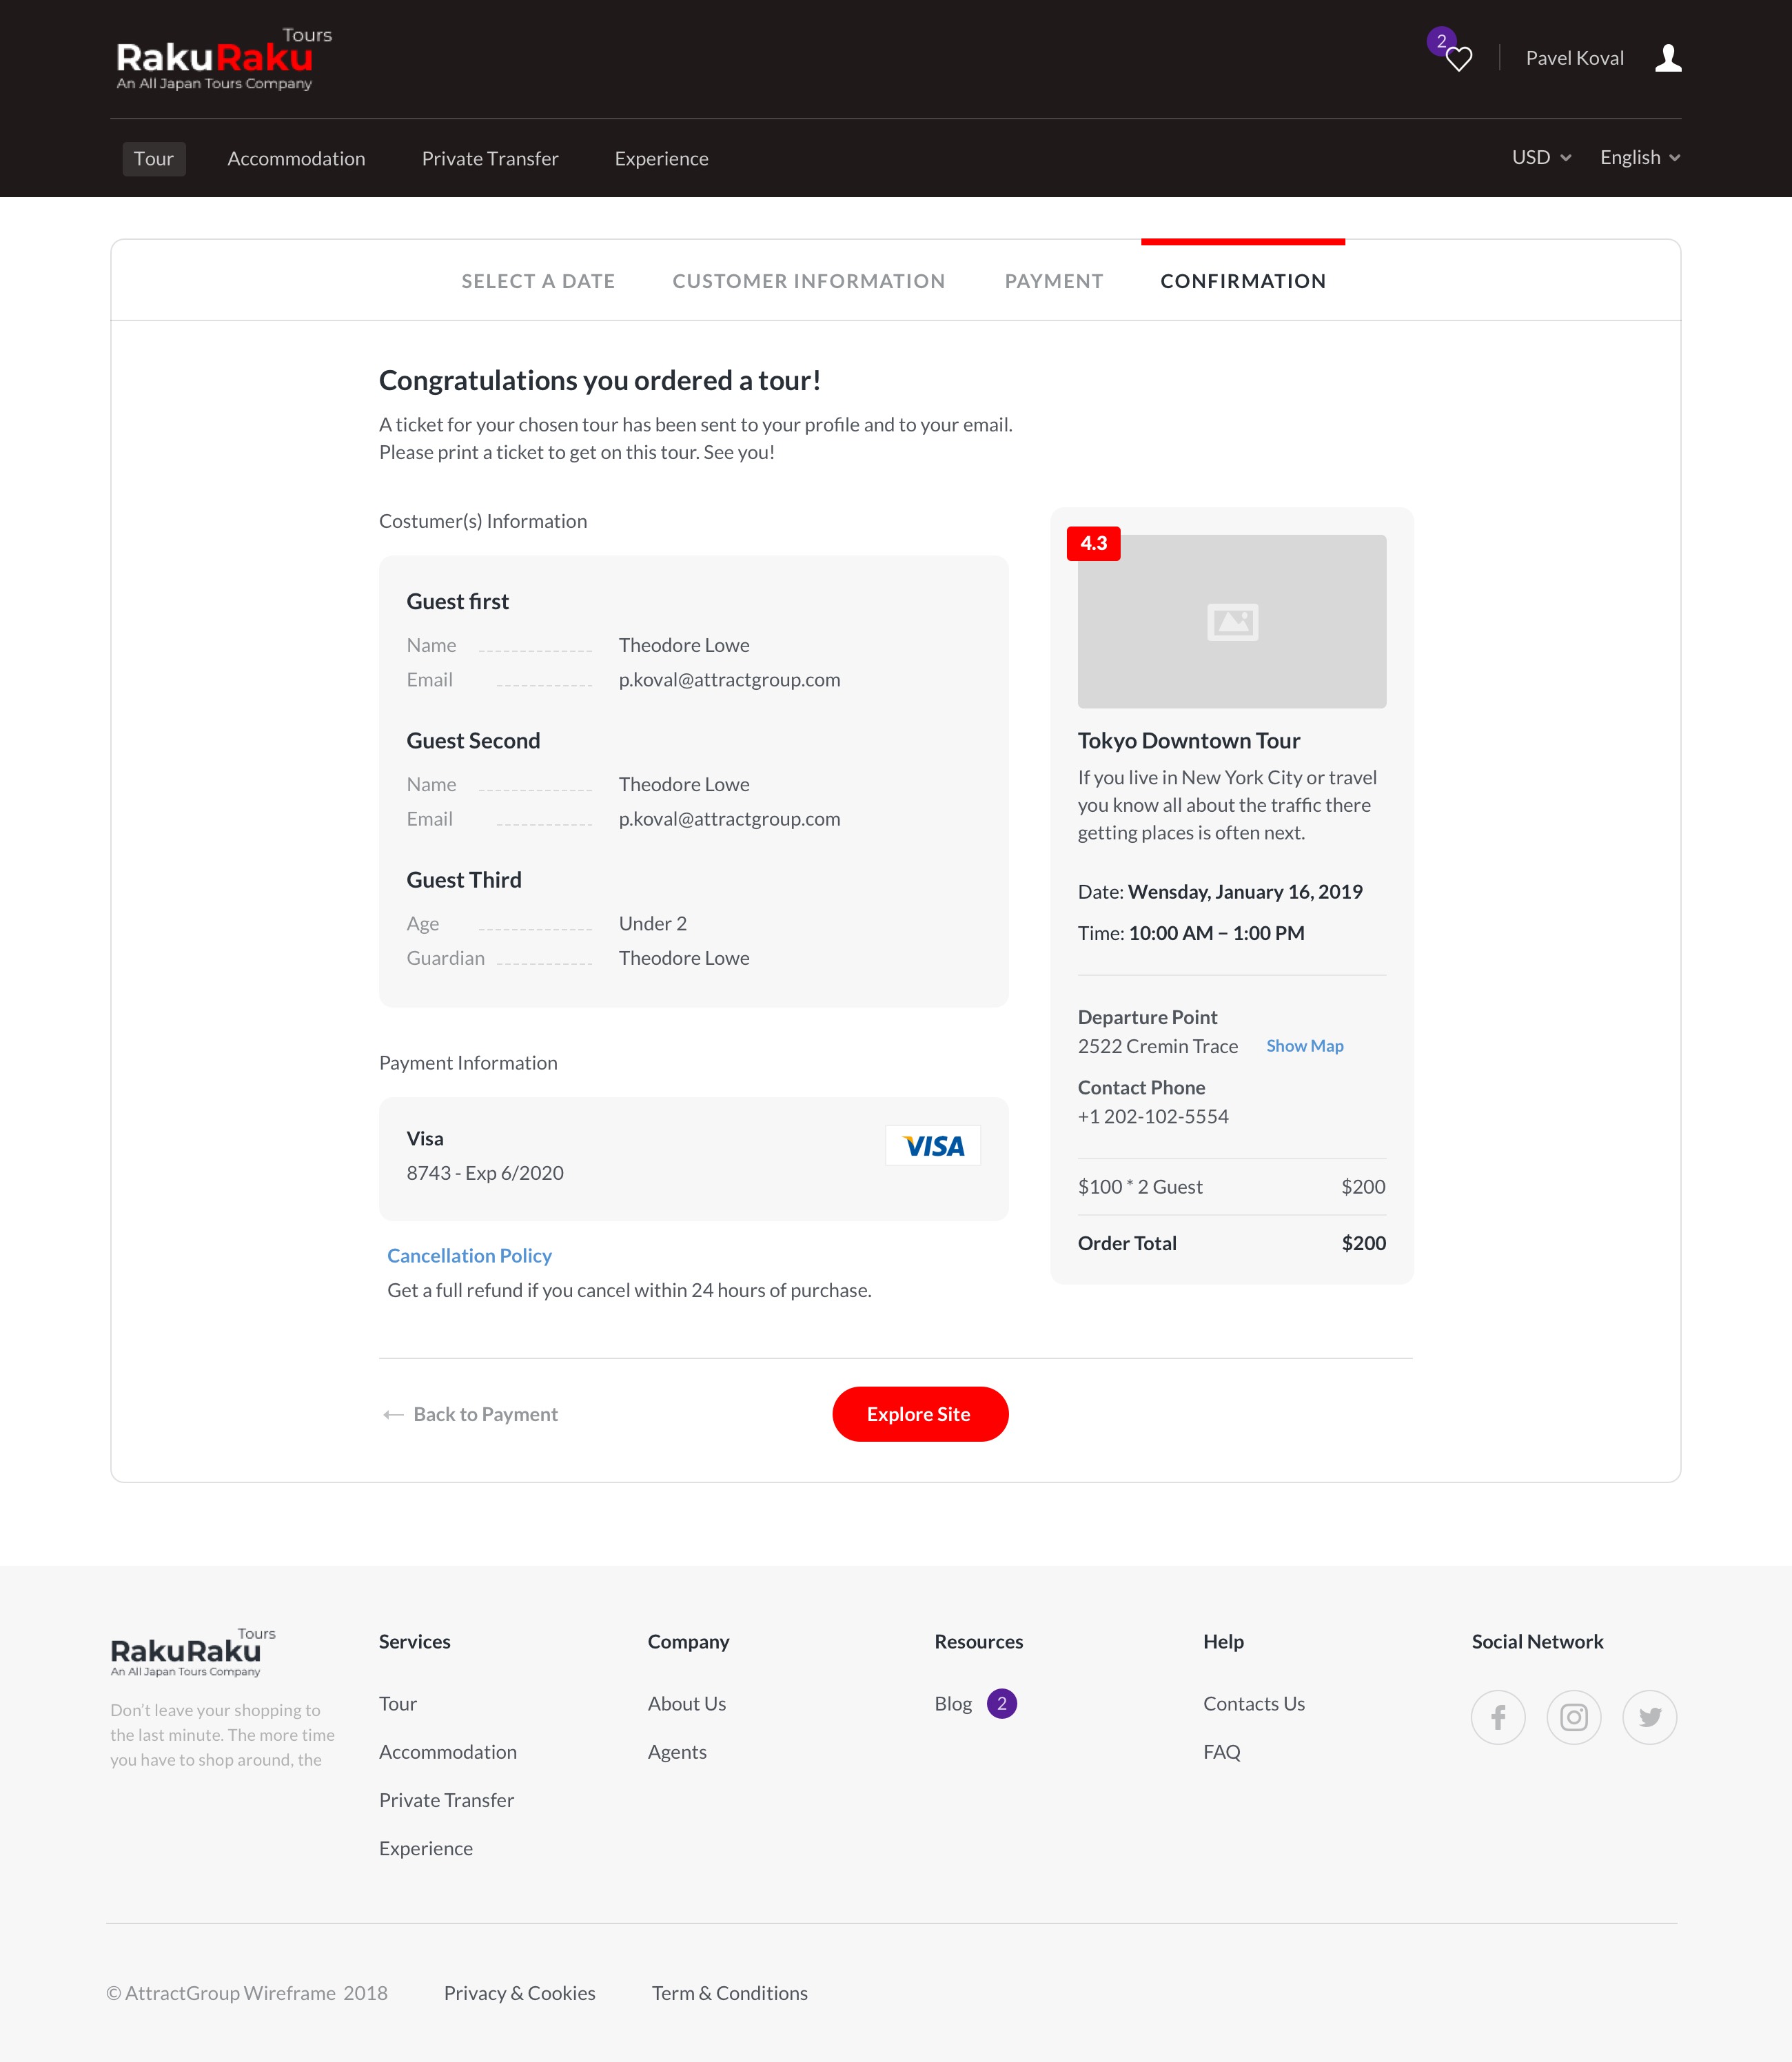 Tours
RakuRaku
An All Japan Tours Company
2
Pavel Koval
Tour
Accommodation
Private Transfer
Experience
USD
English
SELECT A DATE
CUSTOMER INFORMATION
PAYMENT
CONFIRMATION
Congratulations you ordered a tour!
A ticket for your chosen tour has been sent to your profile and to your email.
Please print a ticket to get on this tour. See you!
Costumer(s) Information
Guest first
Name Theodore Lowe
Email p.koval@attractgroup.com
Guest Second
Name Theodore Lowe
Email p.koval@attractgroup.com
Guest Third
Age Under 2
Guardian Theodore Lowe
Payment Information
Visa
VISA
8743 - Exp 6/2020
Cancellation Policy
Get a full refund if you cancel within 24 hours of purchase.
4.3
Tokyo Downtown Tour
If you live in New York City or travel
you know all about the traffic there
getting places is often next.
Date: Wensday, January 16, 2019
Time: 10:00 AM – 1:00 PM
Departure Point
2522 Cremin Trace Show Map
Contact Phone
+1 202-102-5554
$100 * 2 Guest $200
Order Total $200
Back to Payment
Explore Site
Tours
RakuRaku
An All Japan Tours Company
Don't leave your shopping to
the last minute. The more time
you have to shop around, the
Services
Tour
Accommodation
Private Transfer
Experience
Company
About Us
Agents
Resources
Blog 2
Help
Contacts Us
FAQ
Social Network
© AttractGroup Wireframe 2018
Privacy & Cookies
Term & Conditions